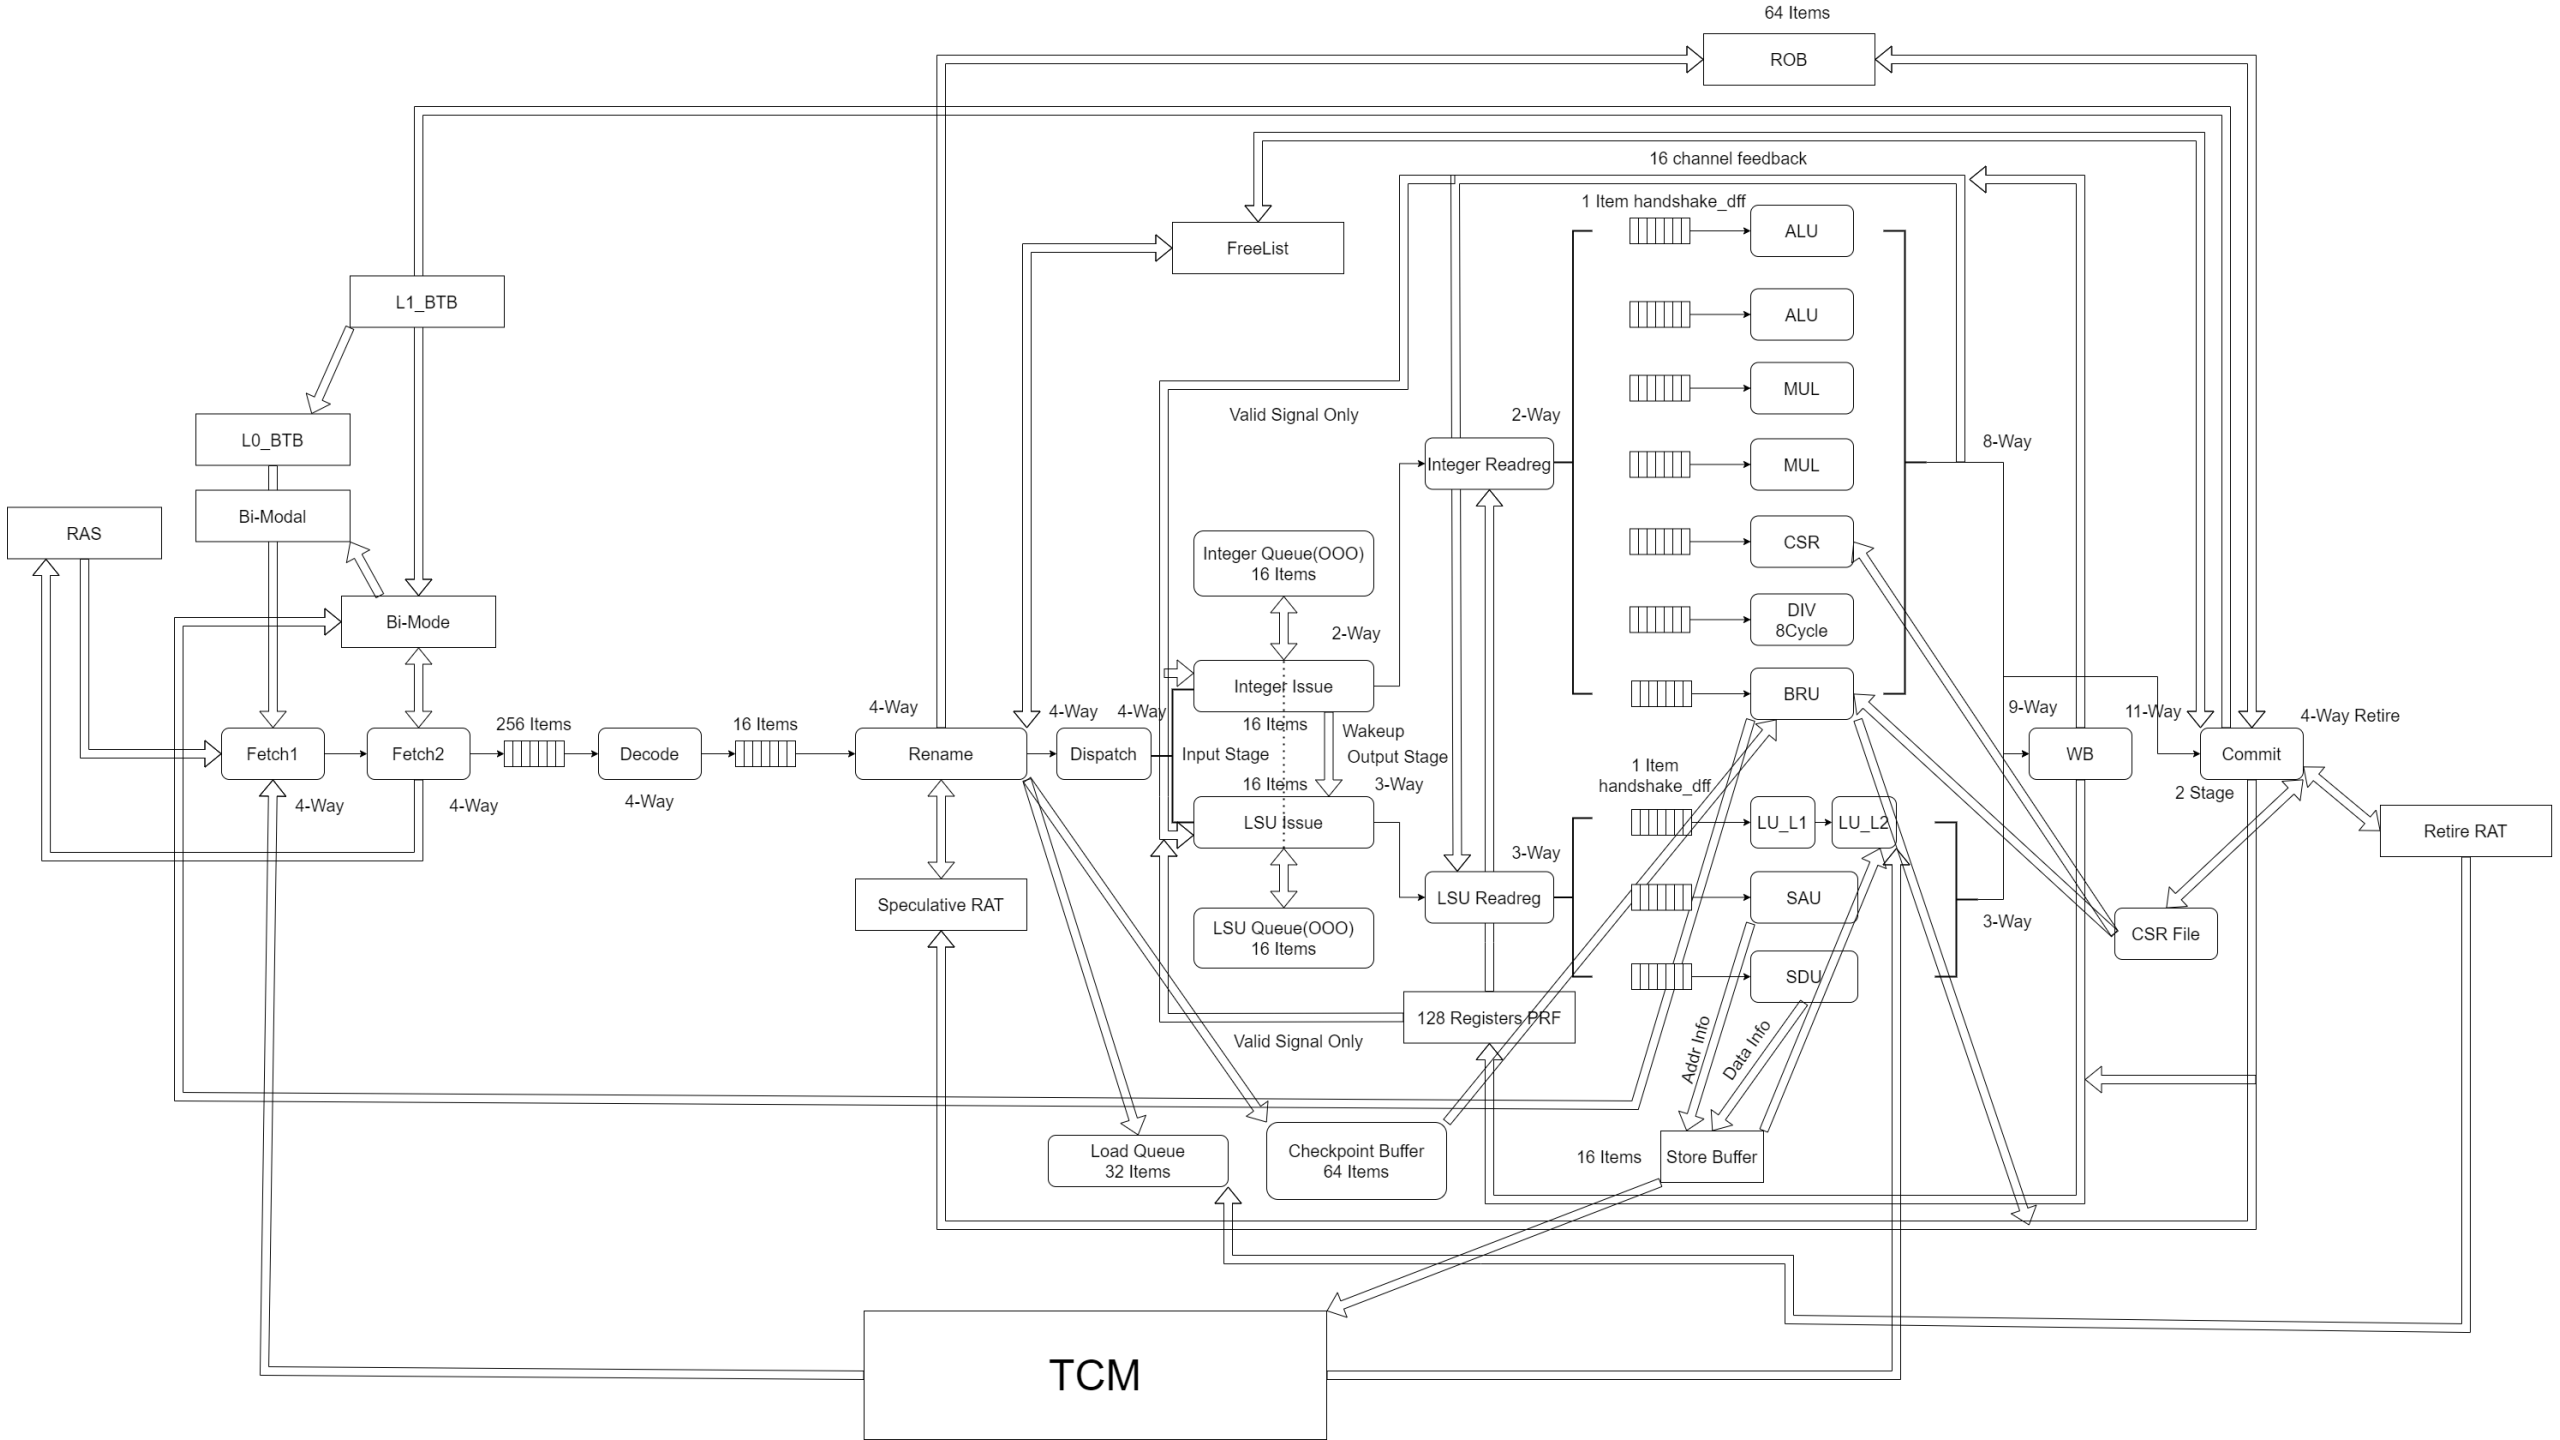 64 Items
ROB
16 channel feedback
1 Item handshake_dff
ALU
FreeList
L1_BTB
ALU
MUL
Valid Signal Only
2-Way
L0_BTB
8-Way
Integer Readreg
MUL
Bi-Modal
RAS
CSR
Integer Queue(OOO)
16 Items
DIV
8Cycle
Bi-Mode
2-Way
Integer Issue
BRU
4-Way
4-Way
4-Way
9-Way
11-Way
4-Way Retire
256 Items
16 Items
16 Items
Wakeup
Fetch1
Fetch2
Decode
Rename
Dispatch
Input Stage
Output Stage
WB
Commit
1 Item
handshake_dff
16 Items
3-Way
2 Stage
4-Way
4-Way
4-Way
LSU Issue
LU_L1
LU_L2
Retire RAT
3-Way
LSU Readreg
SAU
Speculative RAT
3-Way
LSU Queue(OOO)
16 Items
CSR File
SDU
128 Registers PRF
Valid Signal Only
Addr Info
Data Info
Load Queue
32 Items
Checkpoint Buffer
64 Items
16 Items
Store Buffer
TCM